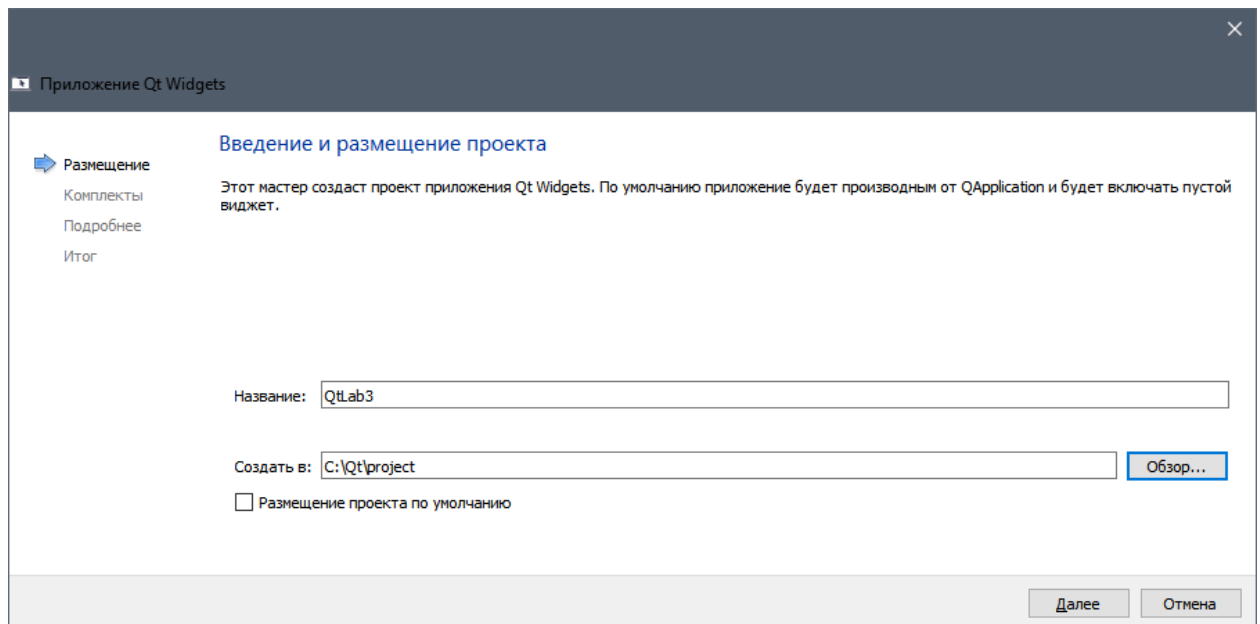 Приложение Qt Widgets
Размещение
Комплекты
Подробнее
Итог
Введение и размещение проекта
Этот мастер создаст проект приложения Qt Widgets. По умолчанию приложение будет производным от QApplication и будет включать пустой
виджет.
Название: QtLab3
Создать в: C:\Qt\project Обзор...
Размещение проекта по умолчанию
Далее Отмена